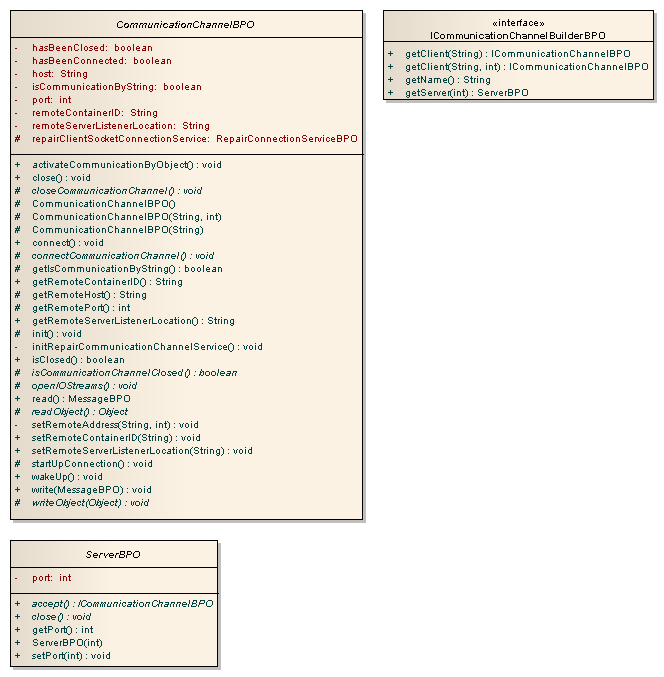 CommunicationChannelBPO
- hasBeenClosed: boolean
- hasBeenConnected: boolean
- host: String
- isCommunicationByString: boolean
- port: int
- remoteContainerID: String
- remoteServerListenerLocation: String
# repairClientSocketConnectionService: RepairConnectionServiceBPO
+ activateCommunicationByObject() : void
+ close() : void
# closeCommunicationChannel() : void
# CommunicationChannelBPO()
# CommunicationChannelBPO(String, int)
# CommunicationChannelBPO(String)
+ connect() : void
# connectCommunicationChannel() : void
# getIsCommunicationByString() : boolean
+ getRemoteContainerID() : String
# getRemoteHost() : String
# getRemotePort() : int
+ getRemoteServerListenerLocation() : String
# init() : void
- initRepairCommunicationChannelService() : void
+ isClosed() : boolean
# isCommunicationChannelClosed() : boolean
# openIOStreams() : void
+ read() : MessageBPO
# readObject() : Object
- setRemoteAddress(String, int) : void
+ setRemoteContainerID(String) : void
+ setRemoteServerListenerLocation(String) : void
# startUpConnection() : void
+ wakeUp() : void
+ write(MessageBPO) : void
# writeObject(Object) : void
«interface»
ICommunicationChannelBuilderBPO
+ getClient(String) : ICommunicationChannelBPO
+ getClient(String, int) : ICommunicationChannelBPO
+ getName() : String
+ getServer(int) : ServerBPO
ServerBPO
- port: int
+ accept() : ICommunicationChannelBPO
+ close() : void
+ getPort() : int
+ ServerBPO(int)
+ setPort(int) : void